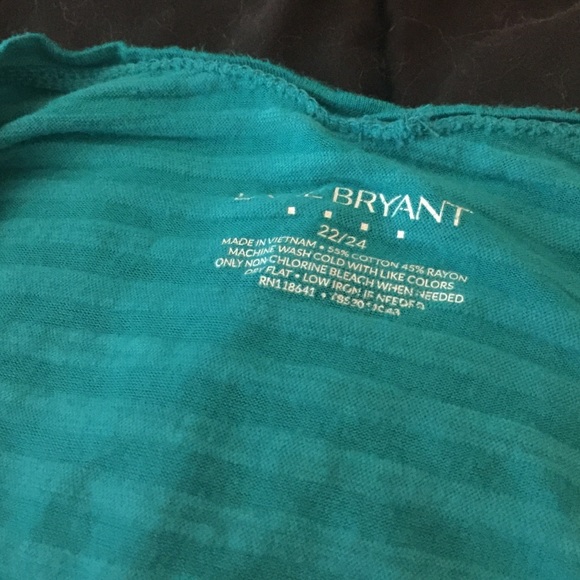 BRYANT
22/24
MADE IN VIETNAM • 55% COTTON 45% RAYON
MACHINE WASH COLD WITH LIKE COLORS
ONLY NON-CHLORINE BLEACH WHEN NEEDED
FLAT • LOW IRON IF NEEDED
RN118641 •